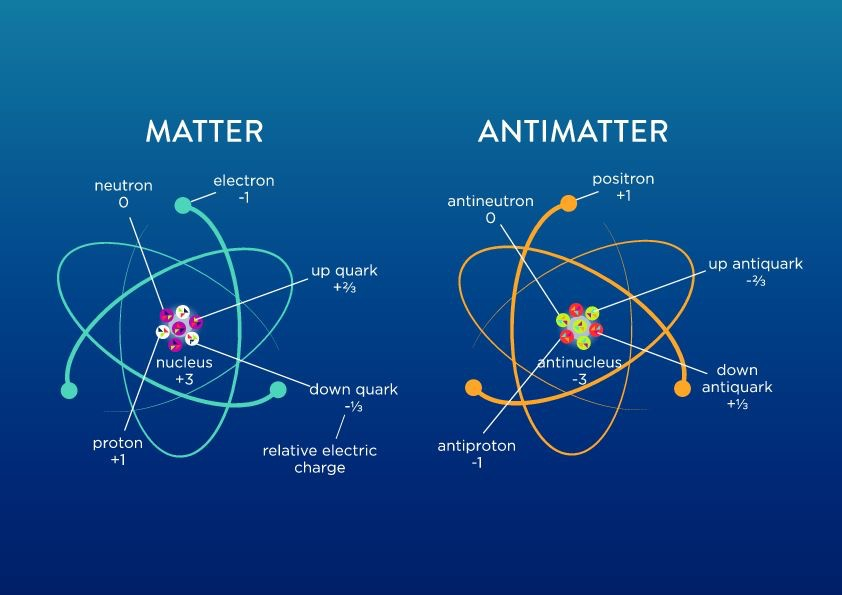 MATTER
neutron
0
electron
-1
up quark
+⅔
nucleus
+3
down quark
-⅓
proton
+1
relative electric
charge
ANTIMATTER
antineutron
0
positron
+1
up antiquark
-⅔
antinucleus
-3
down
antiquark
+⅓
antiproton
-1